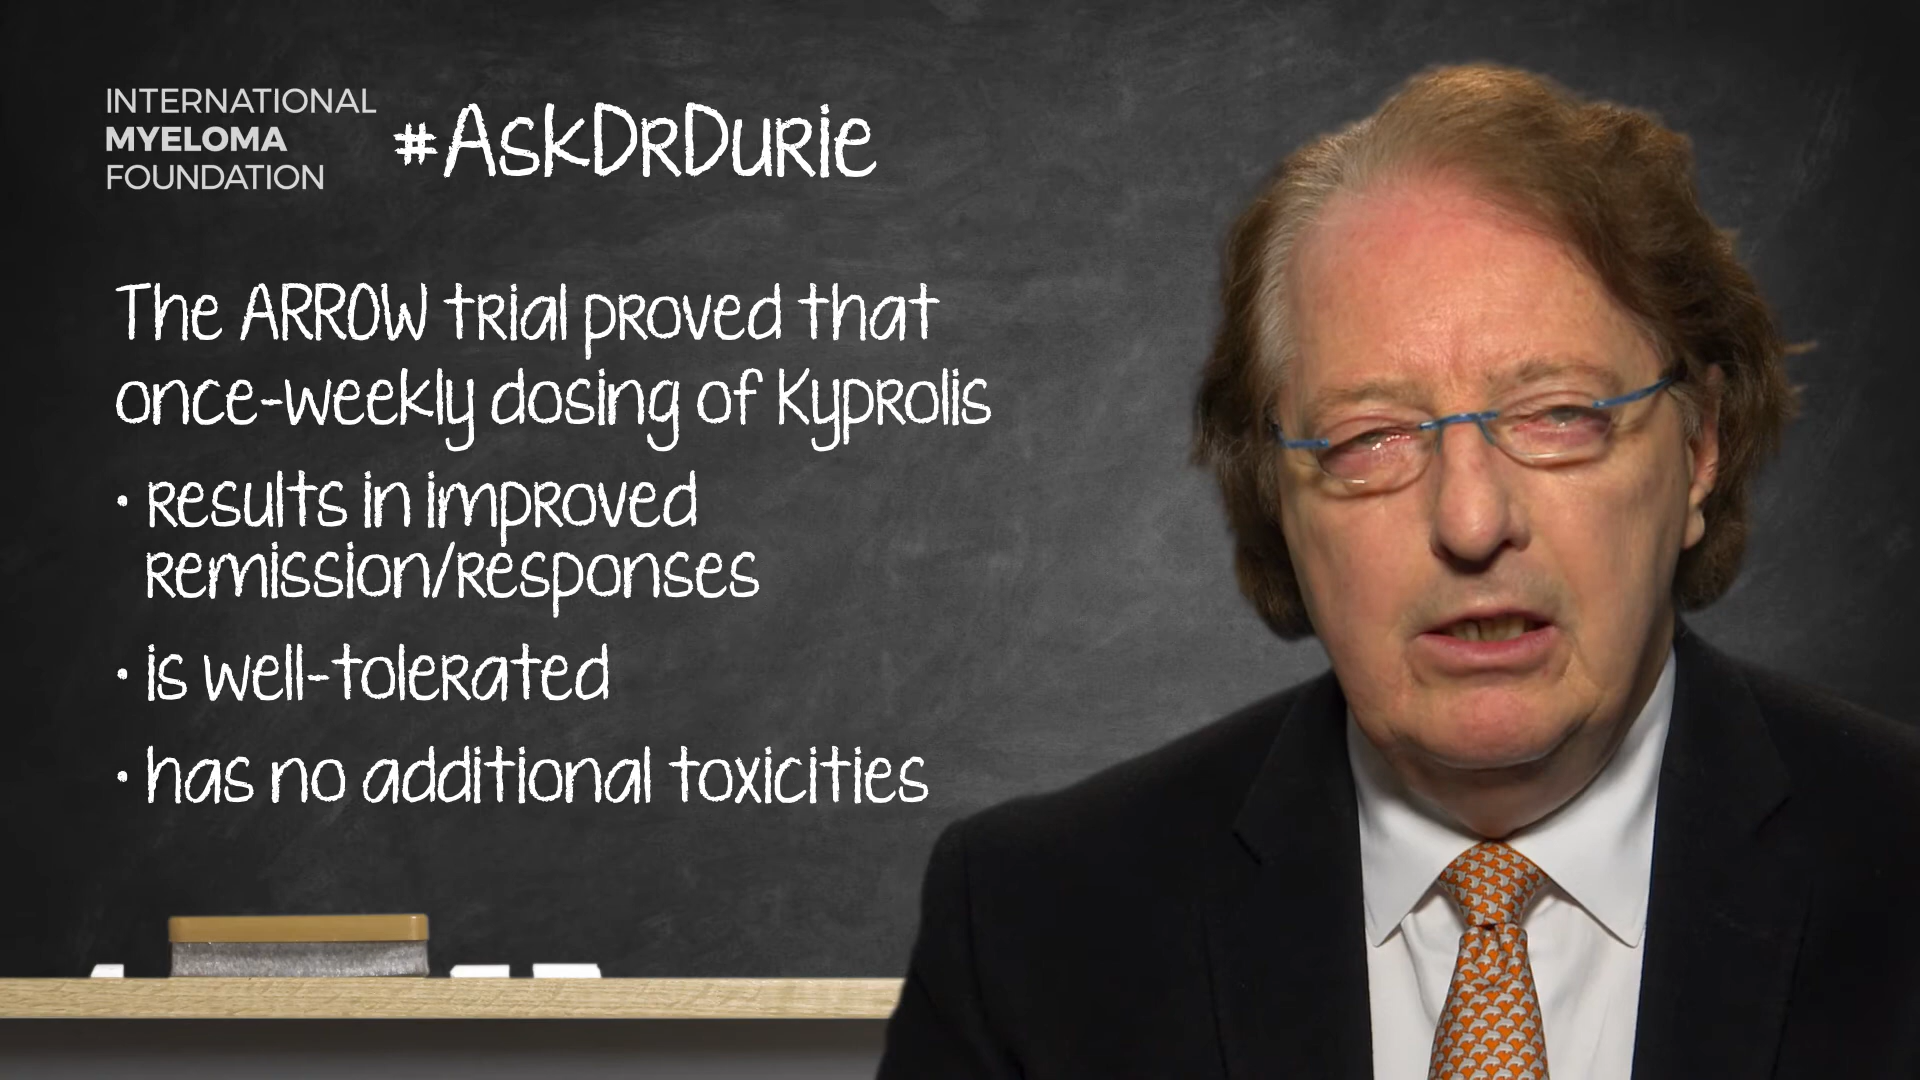 INTERNATIONAL
MYELOMA
FOUNDATION
#AskDrDurie
The ARROW trial proved that
once-weekly dosing of Kyprolis
• results in improved
remission/responses
• is well-tolerated
• has no additional toxicities